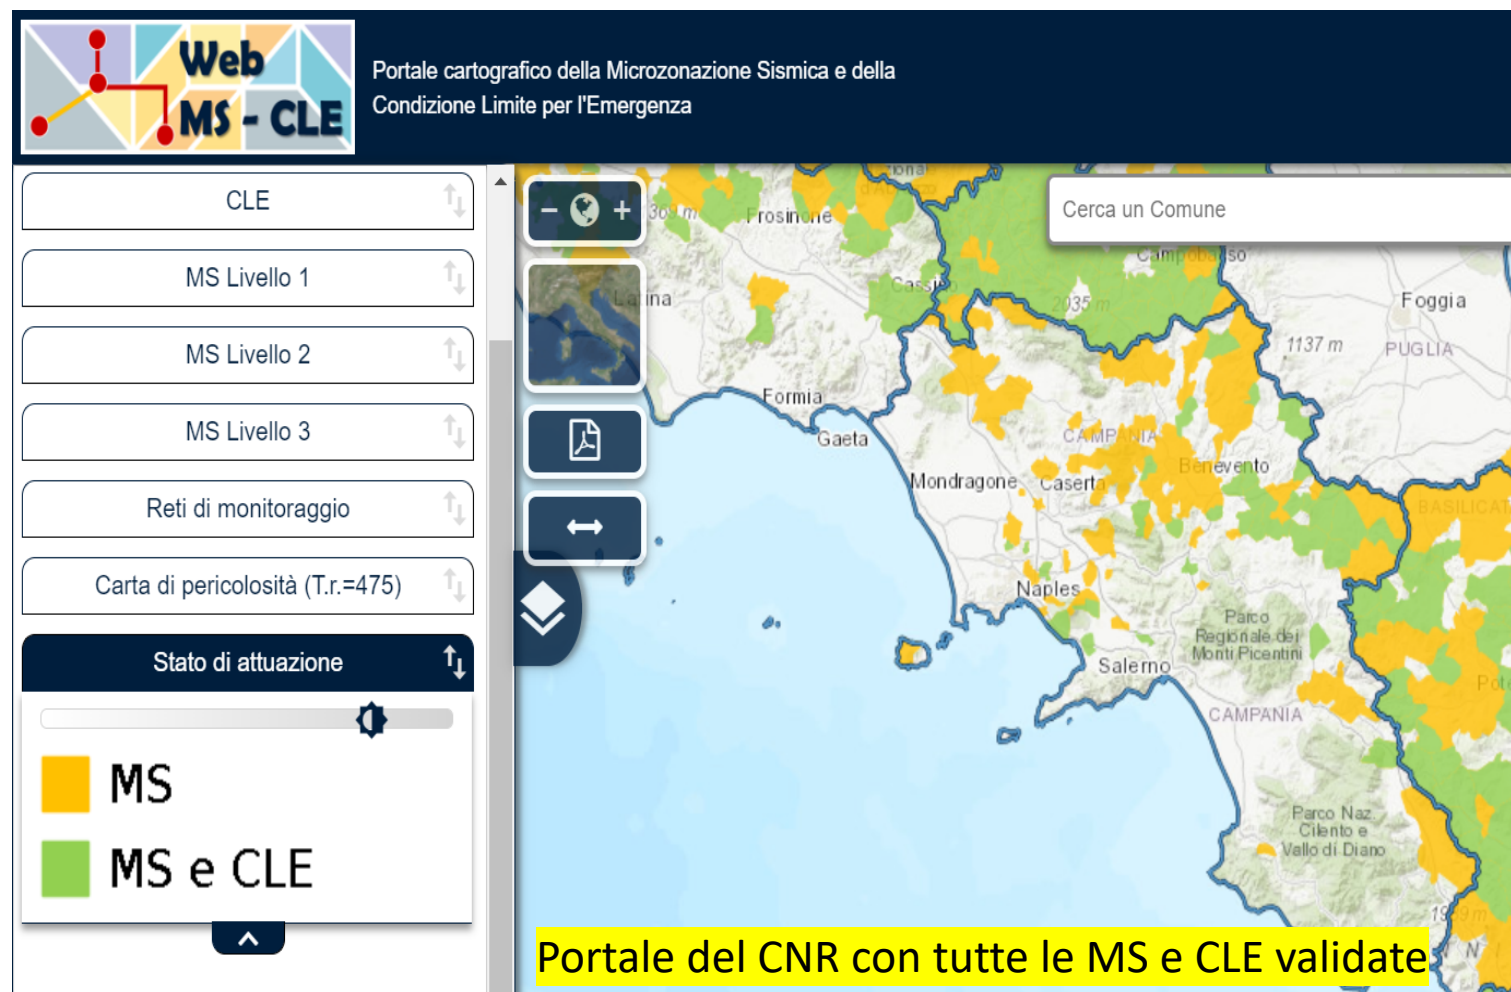 Web
MS - CLE
Portale cartografico della Microzonazione Sismica e della
Condizione Limite per l'Emergenza
CLE
MS Livello 1
MS Livello 2
MS Livello 3
Reti di monitoraggio
Carta di pericolosità (T.r.=475)
Stato di attuazione
MS
MS e CLE
Cerca un Comune
Frosinone
Campobasso
Latina
Cassino
2035 m
Foggia
1137 m
PUGLIA
Formia
Gaeta
CAMPANIA
Mondragone
Caserta
Benevento
BASILICAT
Naples
Parco
Regionale dei
Monti Picentini
Salerno
CAMPANIA
Parco Naz.
Cilento e
Vallo di Diano
Portale del CNR con tutte le MS e CLE validate